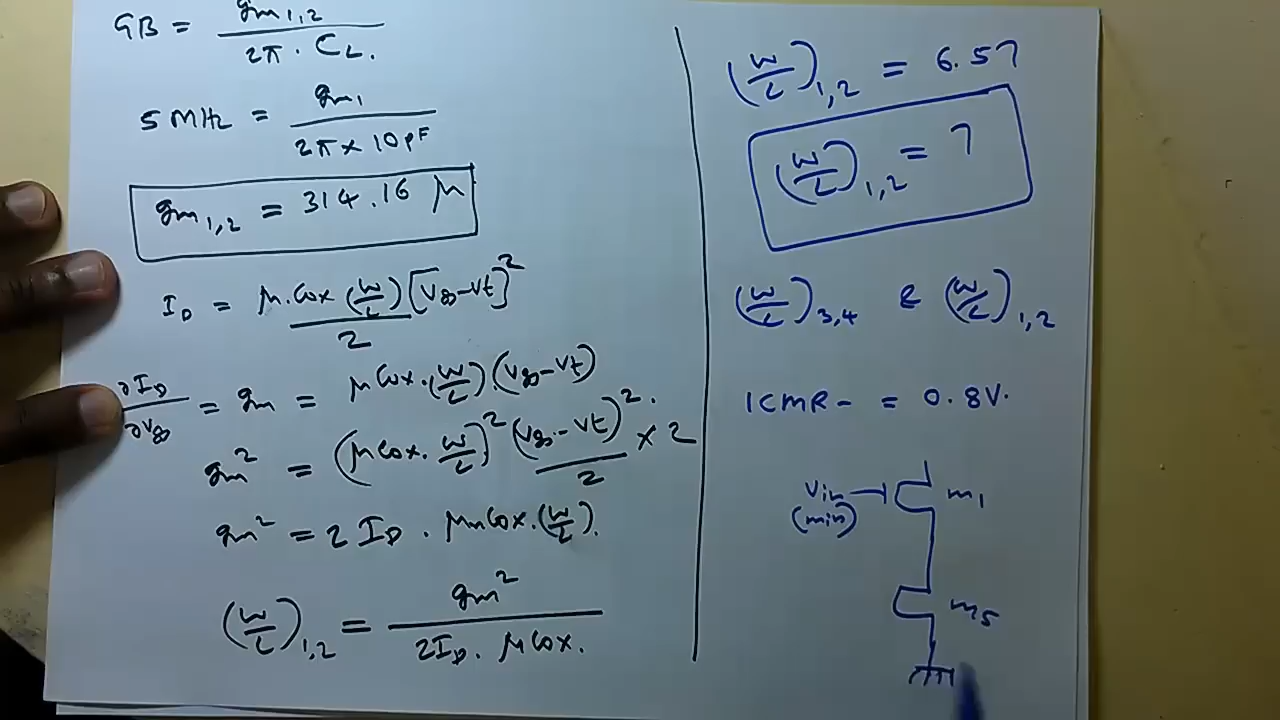 GB = gm1,2 / 2π · CL.
5 MHz = gm1 / 2π × 10pF
gm1,2 = 314.16 μ
ID = μ.Cox (W/L) [Vgs-Vt]² / 2
∂ID / ∂Vgs = gm = μCox.(W/L).(Vgs-Vt)
gm² = (μCox. W/L)² (Vgs-Vt)². / 2 × 2
gm² = 2 ID . μnCox.(W/L).
(W/L)1,2 = gm² / 2ID. μCox.
(W/L)1,2 = 6.57
(W/L)1,2 = 7
(W/L)3,4 & (W/L)1,2
ICMR- = 0.8V.
Vin m1
(min)
m5